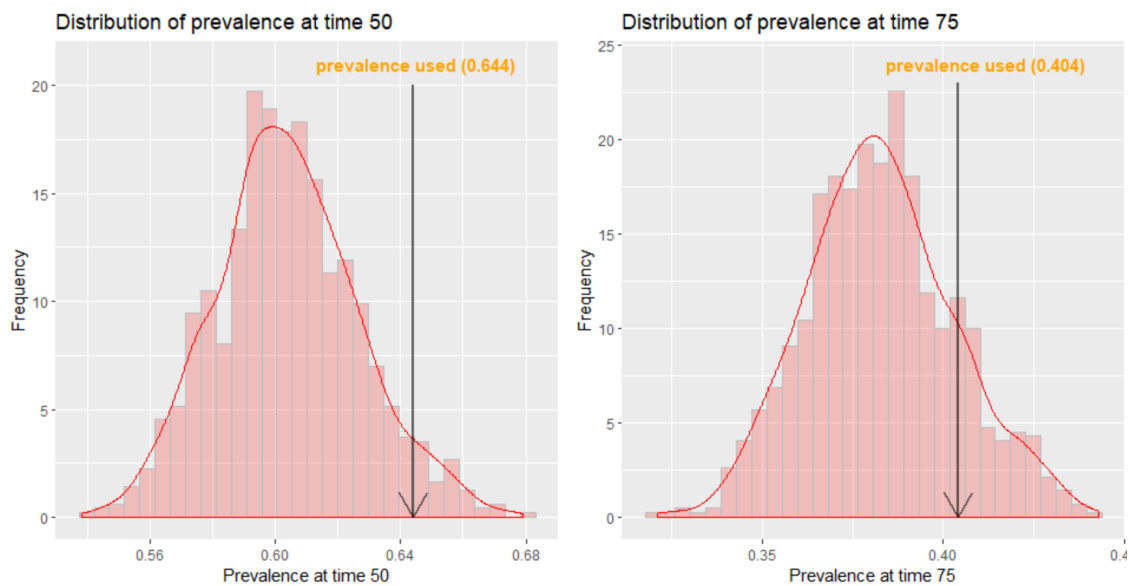 Distribution of prevalence at time 50
prevalence used (0.644)
20
15
10
5
0
Frequency
0.56
0.60
0.64
0.68
Prevalence at time 50
Distribution of prevalence at time 75
prevalence used (0.404)
25
20
15
10
5
0
Frequency
0.35
0.40
Prevalence at time 75